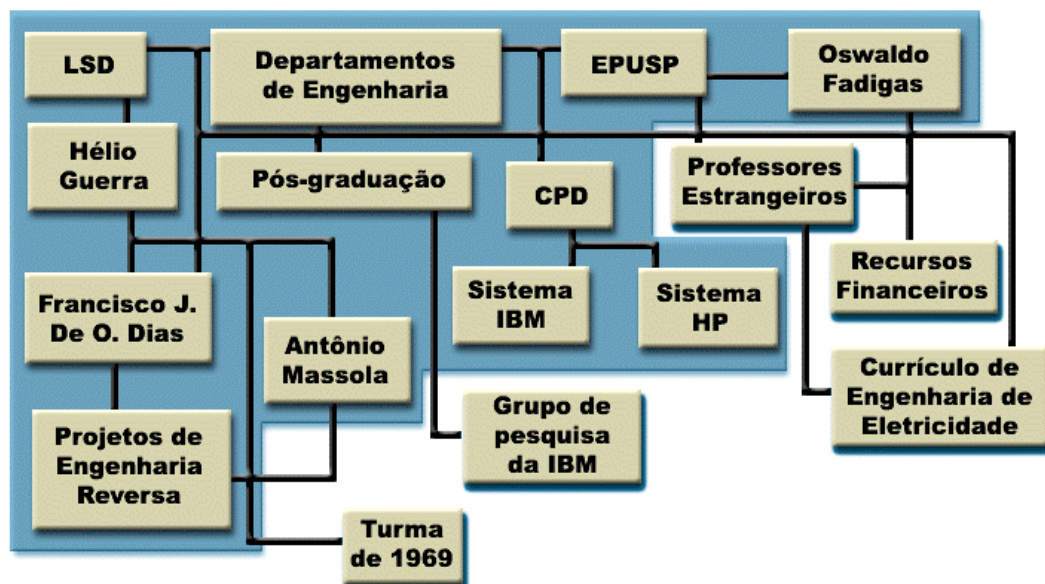 LSD
Departamentos
de Engenharia
EPUSP
Oswaldo
Fadigas
Hélio
Guerra
Pós-graduação
CPD
Professores
Estrangeiros
Recursos
Financeiros
Francisco J.
De O. Dias
Antônio
Massola
Sistema
IBM
Sistema
HP
Currículo de
Engenharia de
Eletricidade
Projetos de
Engenharia
Reversa
Grupo de
pesquisa
da IBM
Turma
de 1969